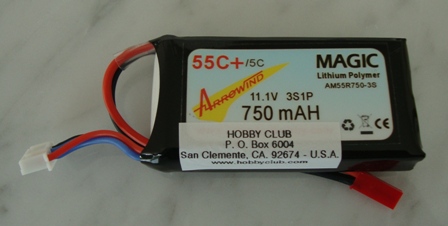 55C+/5C
MAGIC
Lithium Polymer
AM55R750-3S
ARROWIND
11.1V 3S1P
750 mAH
HOBBY CLUB
P. O. Box 6004
San Clemente, CA. 92674 - U.S.A.
www.hobbyclub.com